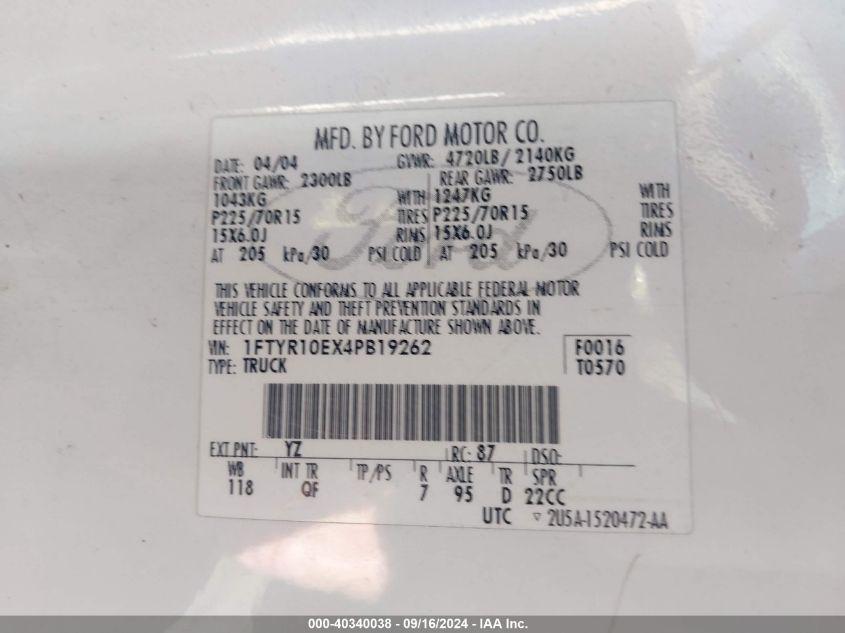 MFD. BY FORD MOTOR CO.
DATE: 04/04 GVWR: 4720LB/ 2140KG
FRONT GAWR: 2300LB REAR GAWR: 2750LB
1043KG WITH 1247KG WITH
P225/70R15 TIRES P225/70R15 TIRES
15X6.0J RIMS 15X6.0J RIMS
AT 205 kPa/30 PSI COLD AT 205 kPa/30 PSI COLD
Ford
THIS VEHICLE CONFORMS TO ALL APPLICABLE FEDERAL MOTOR
VEHICLE SAFETY AND THEFT PREVENTION STANDARDS IN
EFFECT ON THE DATE OF MANUFACTURE SHOWN ABOVE.
VIN: 1FTYR10EX4PB19262 F0016
TYPE: TRUCK T0570
EXT PNT: YZ RC: 87 DSO:
WB INT TR TP/PS R AXLE TR SPR
118 QF 7 95 D 22CC
UTC ▽ 2U5A-1520472-AA
000-40340038 - 09/16/2024 - IAA Inc.